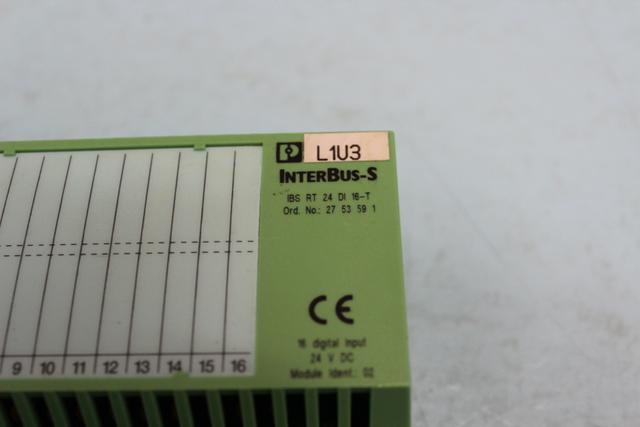 L1U3
INTERBUS-S
IBS RT 24 DI 16-T
Ord. No.: 27 53 59 1
CE
16 digital input
24 V DC
Module Ident.: 02
9 10 11 12 13 14 15 16